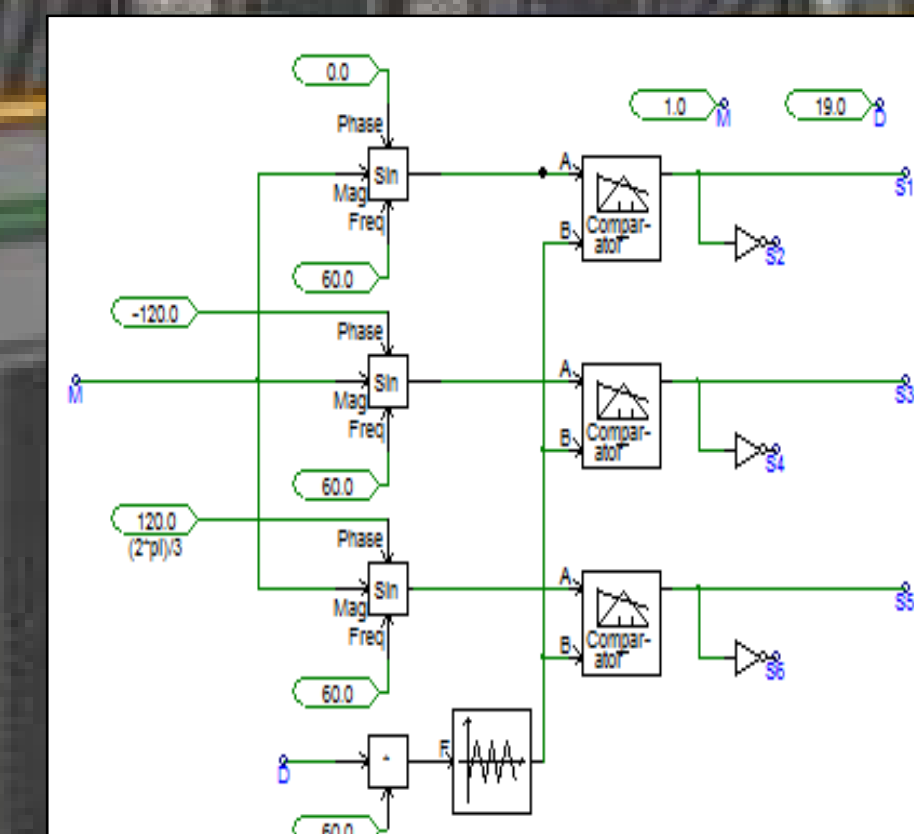 0.0
1.0
M
19.0
D
Phase
Sin
A
S1
Mag
Freq
B
Compar-
ator
S2
60.0
-120.0
Phase
M
Sin
A
S3
Mag
Freq
B
Compar-
ator
S4
60.0
120.0
(2*pi)/3
Phase
Sin
A
S5
Mag
Freq
B
Compar-
ator
S6
60.0
D
*
F
60.0